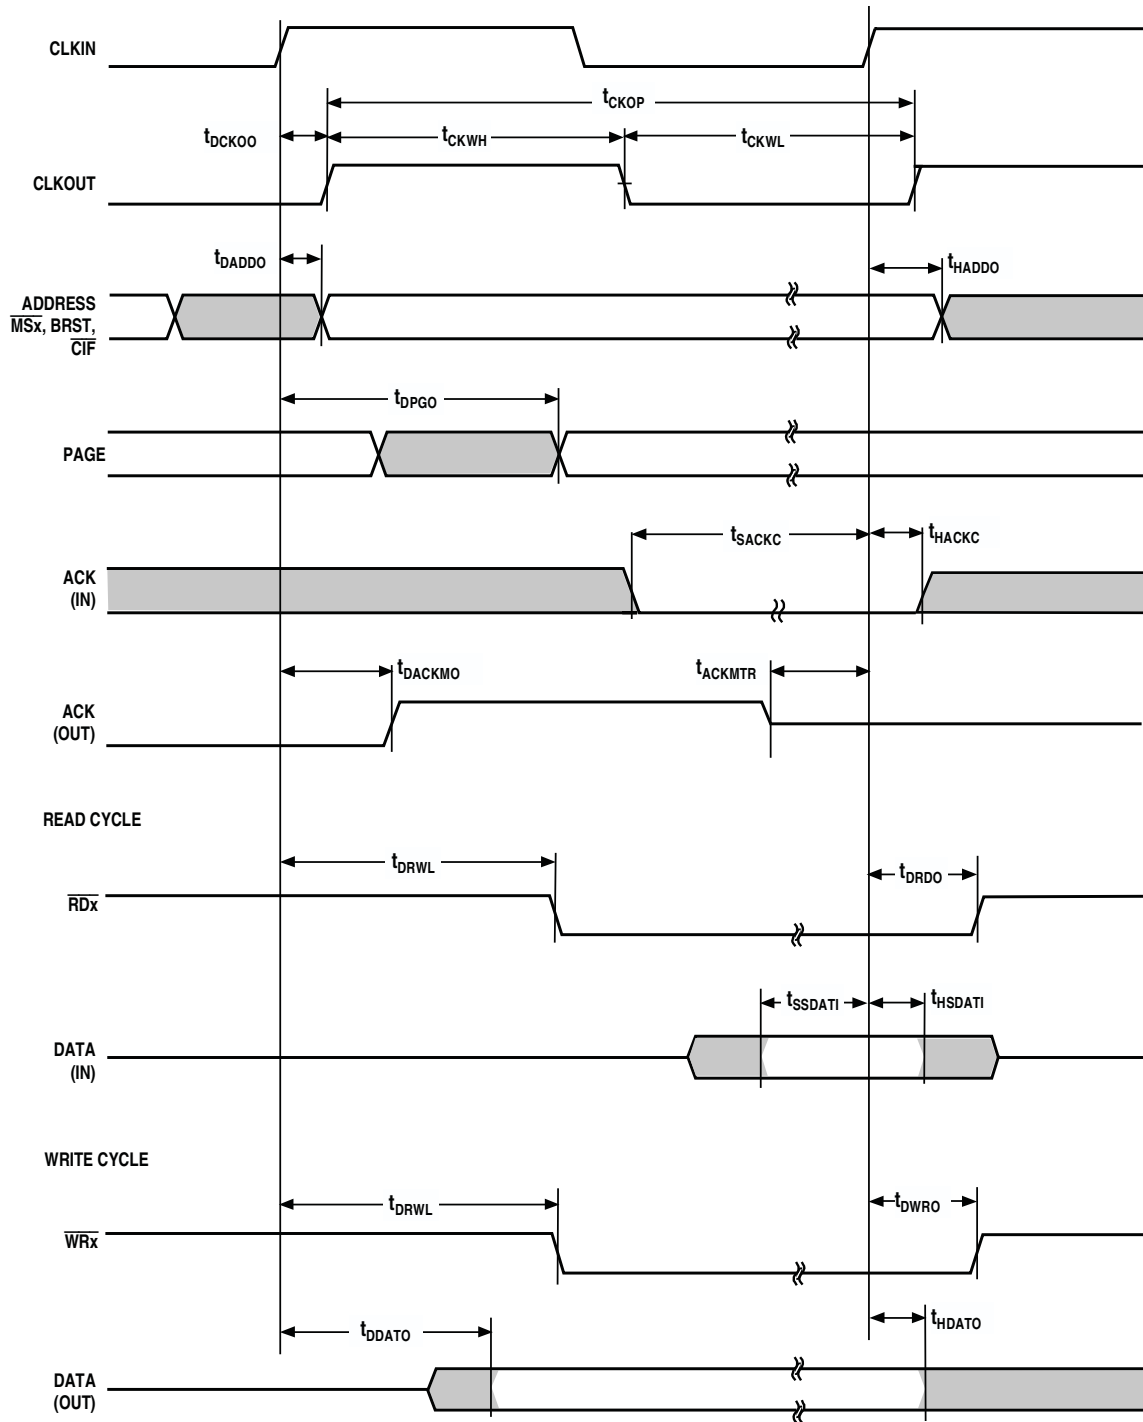 CLKIN
tCKOP
tDCKOO
tCKWH
tCKWL
CLKOUT
tDADDO
tHADDO
ADDRESS
MSx, BRST,
CIF
tDPGO
PAGE
tSACKC
tHACKC
ACK
(IN)
tDACKMO
tACKMTR
ACK
(OUT)
READ CYCLE
tDRWL
tDRDO
RDx
tSSDATI
tHSDATI
DATA
(IN)
WRITE CYCLE
tDRWL
tDWRO
WRx
tDDATO
tHDATO
DATA
(OUT)